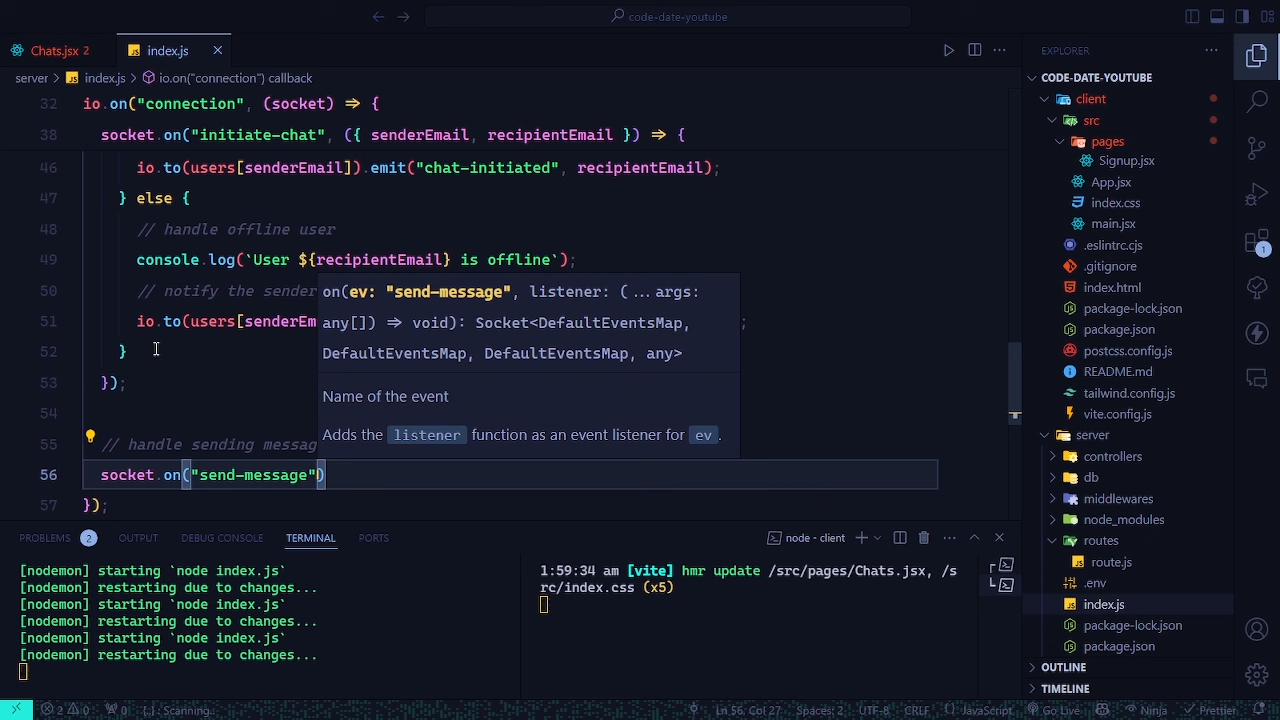 code-date-youtube
Chats.jsx 2
index.js
server > index.js > io.on("connection") callback
32 io.on("connection", (socket) => {
38 socket.on("initiate-chat", ({ senderEmail, recipientEmail }) => {
46 io.to(users[senderEmail]).emit("chat-initiated", recipientEmail);
47 } else {
48 // handle offline user
49 console.log(`User ${recipientEmail} is offline`);
50 // notify the sender
51 io.to(users[senderEm ;
52 }
53 });
54
55 // handle sending messag
56 socket.on("send-message")
57 });
on(ev: "send-message", listener: (...args:
any[]) => void): Socket<DefaultEventsMap,
DefaultEventsMap, DefaultEventsMap, any>
Name of the event
Adds the listener function as an event listener for ev.
PROBLEMS 2 OUTPUT DEBUG CONSOLE TERMINAL PORTS
node - client
[nodemon] starting `node index.js`
[nodemon] restarting due to changes...
[nodemon] starting `node index.js`
[nodemon] restarting due to changes...
[nodemon] starting `node index.js`
[nodemon] restarting due to changes...
1:59:34 am [vite] hmr update /src/pages/Chats.jsx, /s
rc/index.css (x5)
EXPLORER
CODE-DATE-YOUTUBE
client
src
pages
Signup.jsx
App.jsx
index.css
main.jsx
.eslintrc.cjs
.gitignore
index.html
package-lock.json
package.json
postcss.config.js
README.md
tailwind.config.js
vite.config.js
server
controllers
db
middlewares
node_modules
routes
route.js
.env
index.js
package-lock.json
package.json
OUTLINE
TIMELINE
1
2 0 0 Scanning.. Ln 56, Col 27 Spaces: 2 UTF-8 CRLF JavaScript Go Live Ninja Prettier